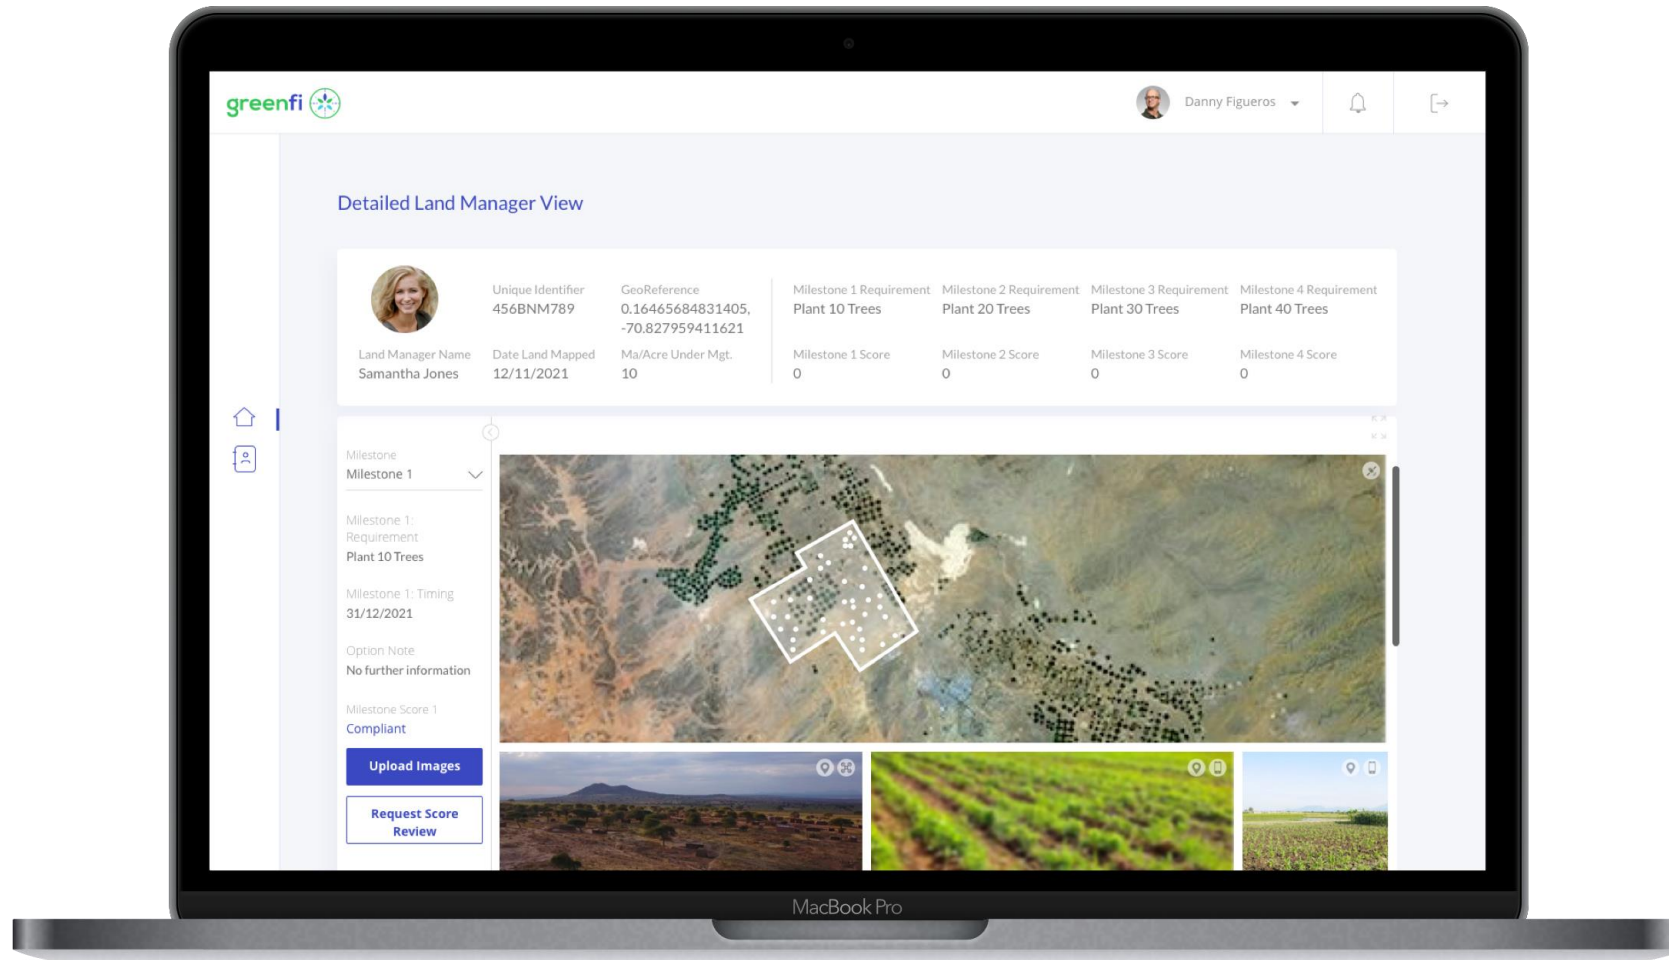 greenfi
Danny Figueros
Detailed Land Manager View
Unique Identifier
456BNM789
GeoReference
0.16465684831405,
-70.827959411621
Milestone 1 Requirement
Plant 10 Trees
Milestone 2 Requirement
Plant 20 Trees
Milestone 3 Requirement
Plant 30 Trees
Milestone 4 Requirement
Plant 40 Trees
Land Manager Name
Samantha Jones
Date Land Mapped
12/11/2021
Ma/Acre Under Mgt.
10
Milestone 1 Score
0
Milestone 2 Score
0
Milestone 3 Score
0
Milestone 4 Score
0
Milestone
Milestone 1
Milestone 1:
Requirement
Plant 10 Trees
Milestone 1: Timing
31/12/2021
Option Note
No further information
Milestone Score 1
Compliant
Upload Images
Request Score
Review
MacBook Pro